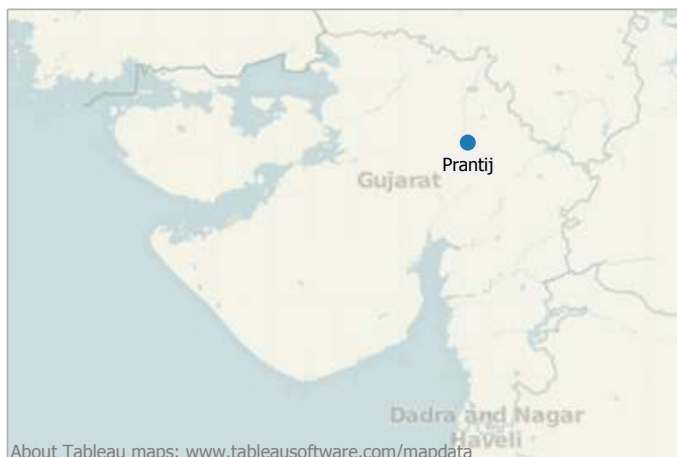 Prantij
Gujarat
Dadra and Nagar
Haveli
About Tableau maps: www.tableausoftware.com/mapdata